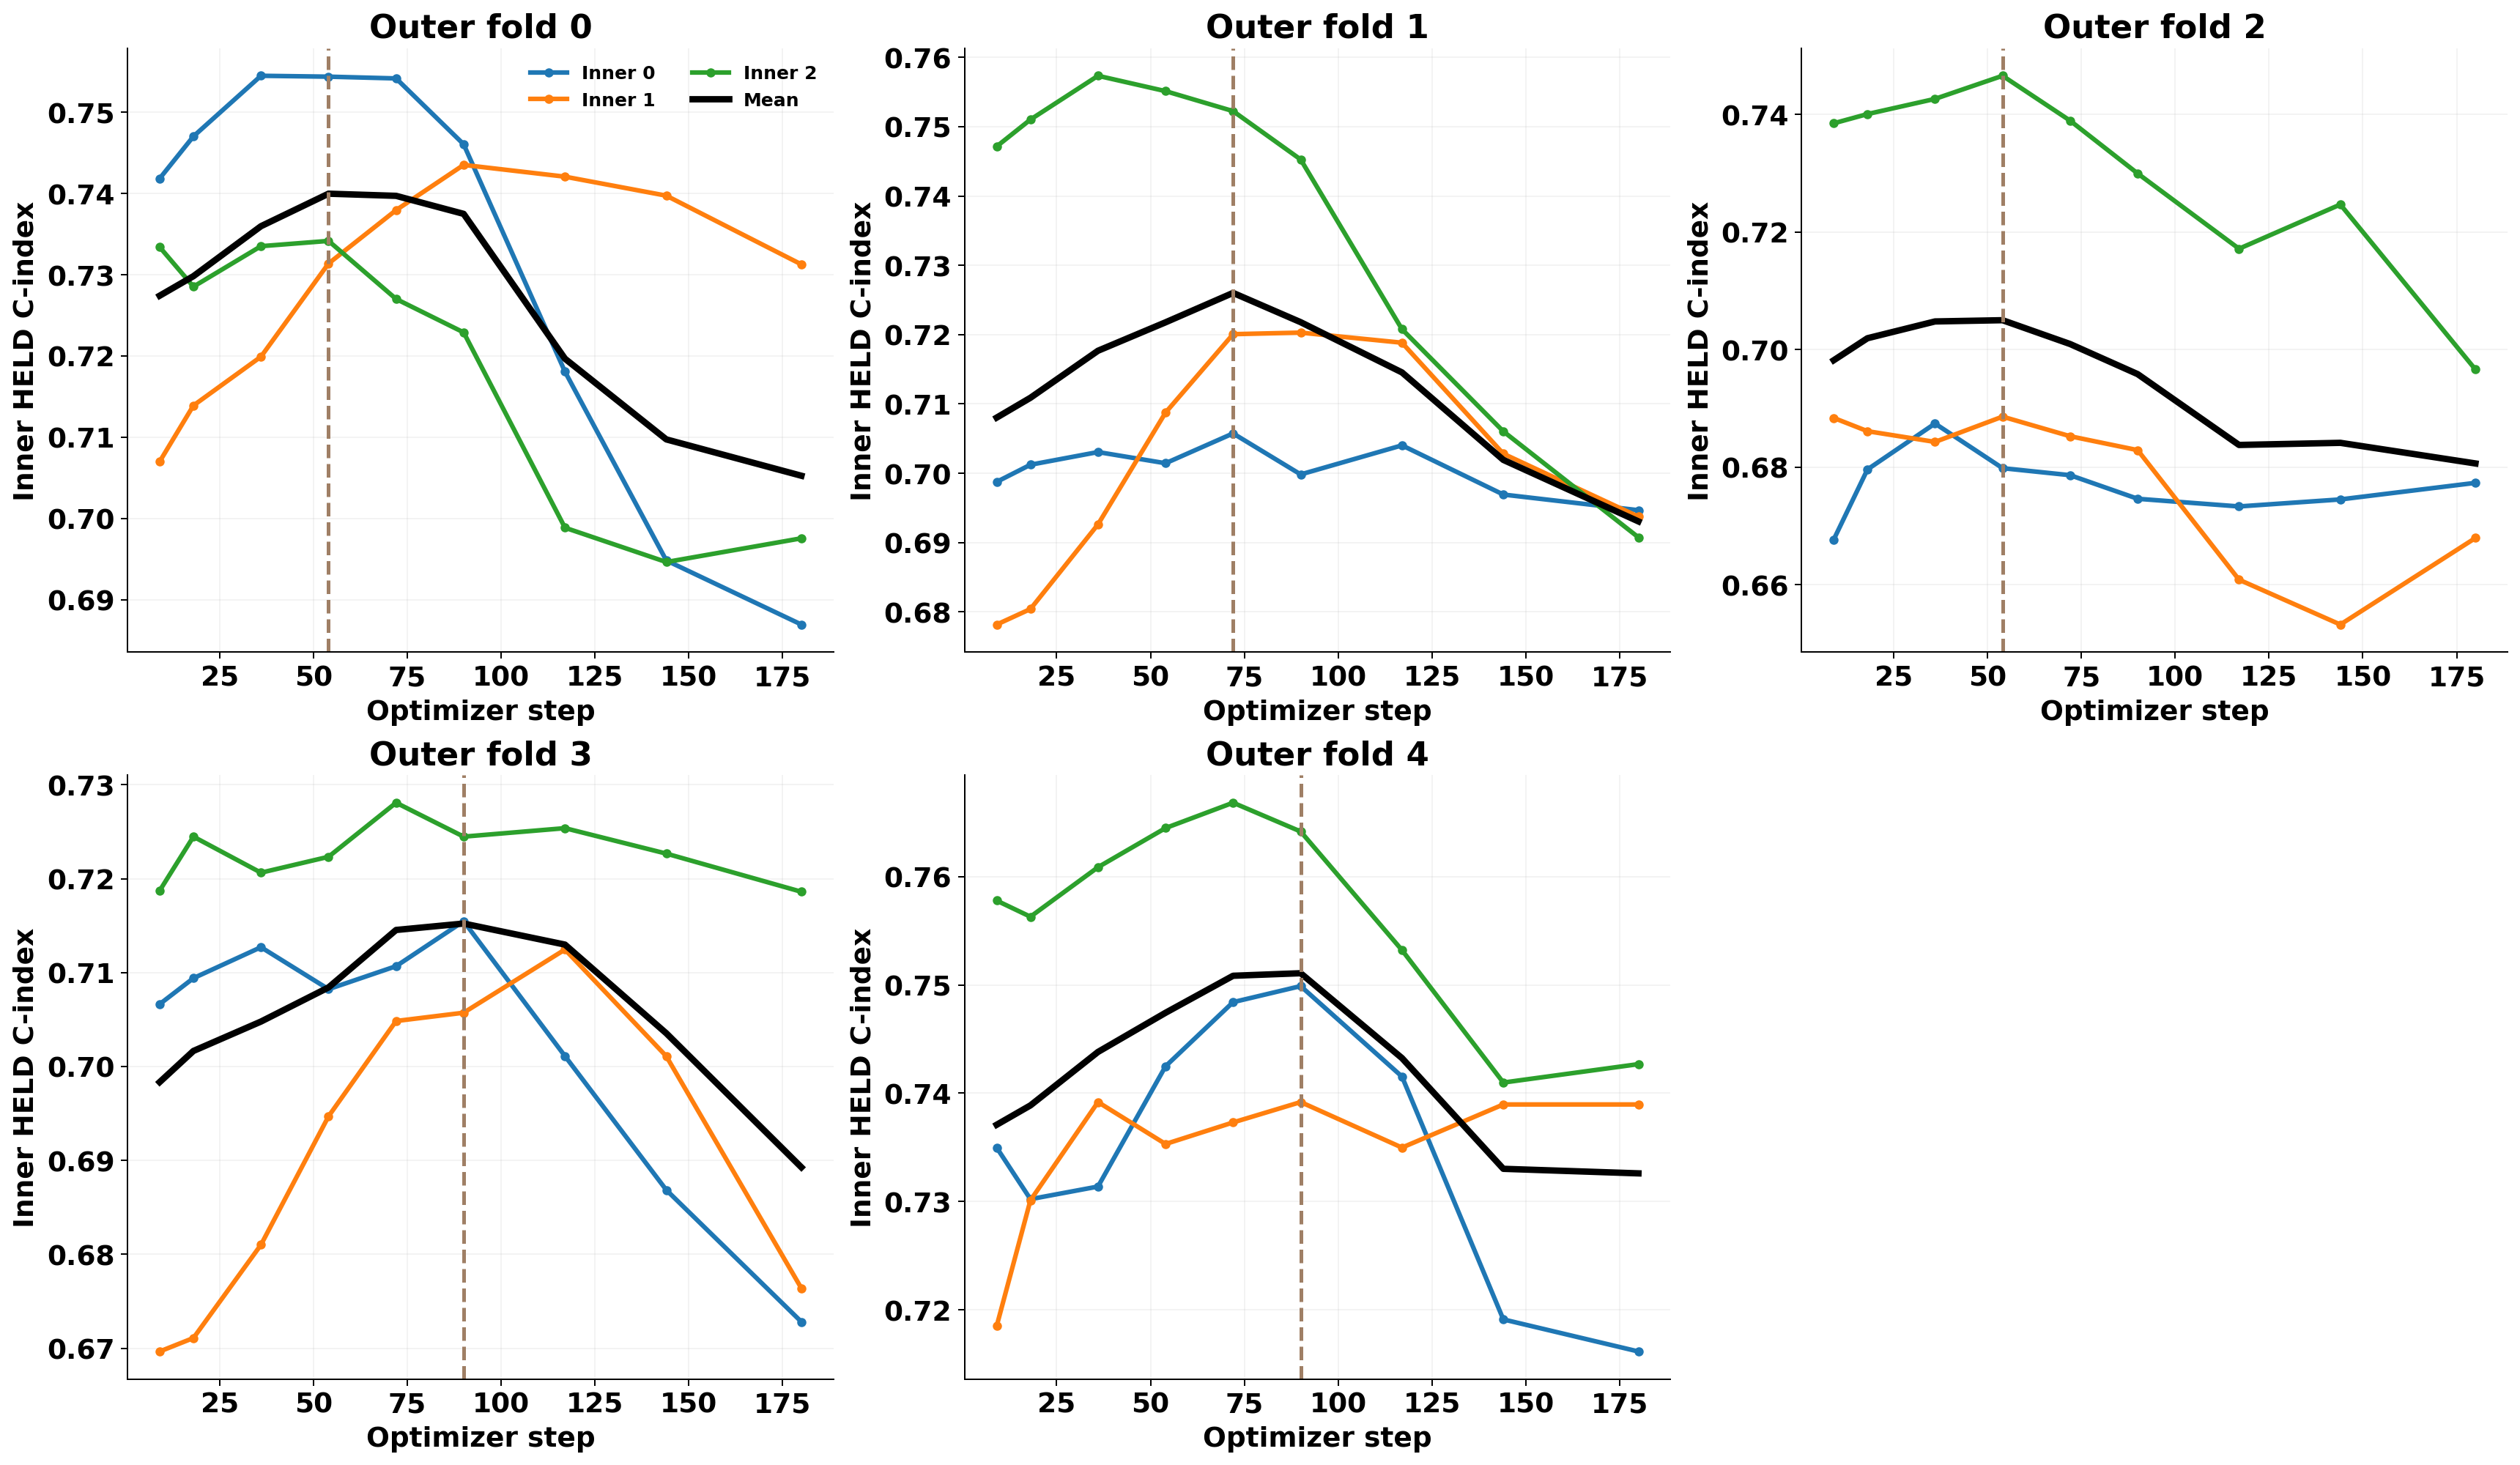 Outer fold 0
Inner HELD C-index
0.75
0.74
0.73
0.72
0.71
0.70
0.69
Inner 0
Inner 1
Inner 2
Mean
25 50 75 100 125 150 175
Optimizer step
Outer fold 1
Inner HELD C-index
0.76
0.75
0.74
0.73
0.72
0.71
0.70
0.69
0.68
25 50 75 100 125 150 175
Optimizer step
Outer fold 2
Inner HELD C-index
0.74
0.72
0.70
0.68
0.66
25 50 75 100 125 150 175
Optimizer step
Outer fold 3
Inner HELD C-index
0.73
0.72
0.71
0.70
0.69
0.68
0.67
25 50 75 100 125 150 175
Optimizer step
Outer fold 4
Inner HELD C-index
0.76
0.75
0.74
0.73
0.72
25 50 75 100 125 150 175
Optimizer step